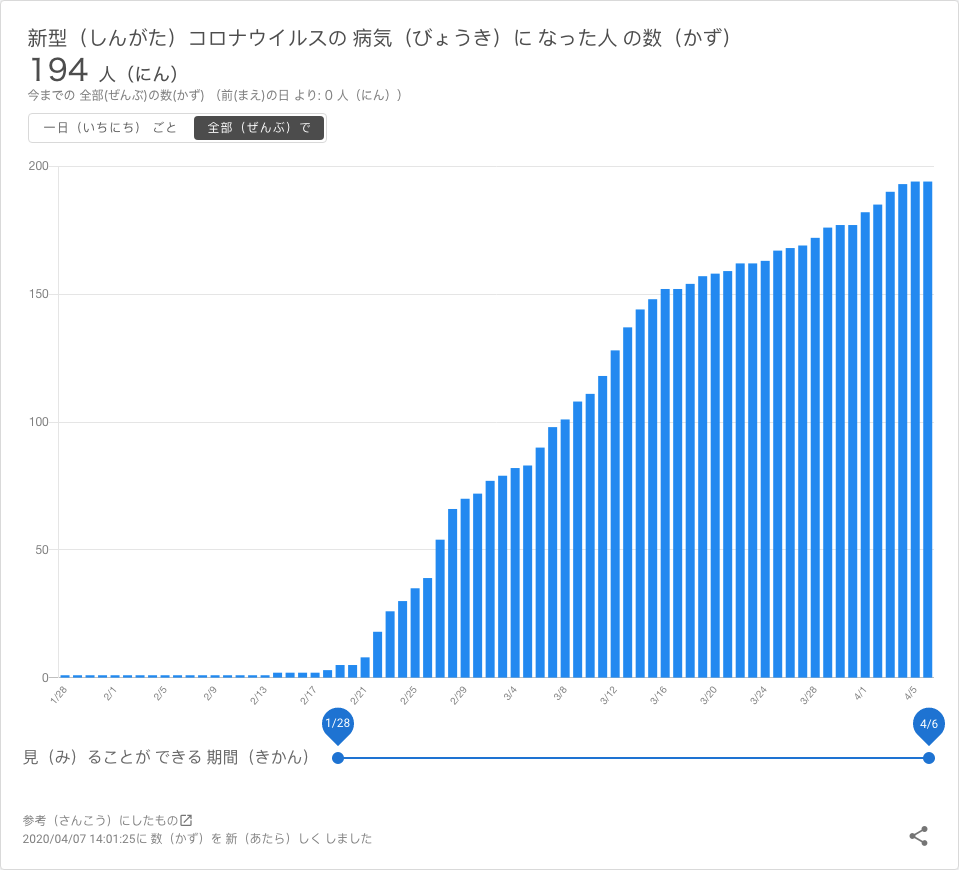 新型（しんがた）コロナウイルスの 病気（びょうき）に なった人 の数（かず）
194 人（にん）
今までの 全部(ぜんぶ)の数(かず) （前(まえ)の日 より: 0 人（にん））
一日（いちにち） ごと 全部（ぜんぶ）で
200
150
100
50
0
1/28 2/1 2/5 2/9 2/13 2/17 2/21 2/25 2/29 3/4 3/8 3/12 3/16 3/20 3/24 3/28 4/1 4/5
1/28 4/6
見（み）ることが できる 期間（きかん）
参考（さんこう）にしたもの
2020/04/07 14:01:25に 数（かず）を 新（あたら）しく しました